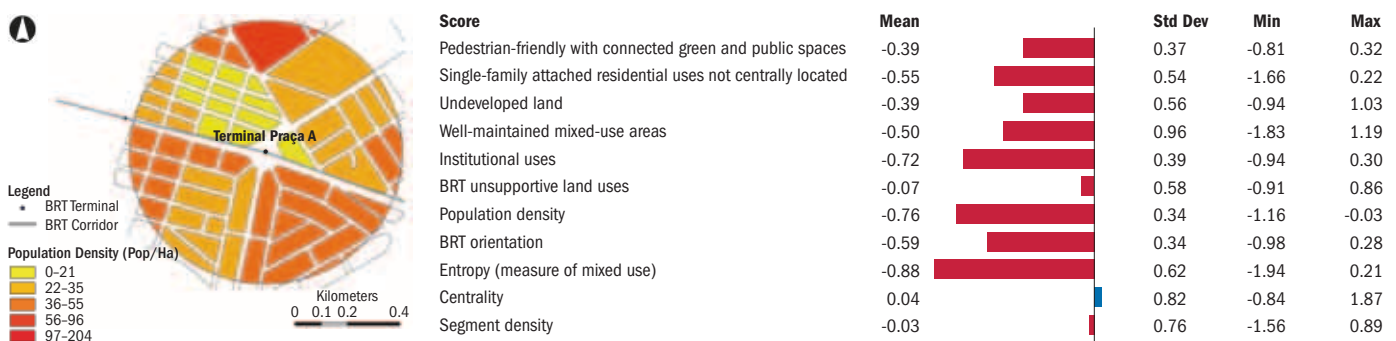 Terminal Praça A
Legend
BRT Terminal
BRT Corridor
Population Density (Pop/Ha)
0–21
22–35
36–55
56–96
97–204
Kilometers
0 0.1 0.2 0.4
Score Mean Std Dev Min Max
Pedestrian-friendly with connected green and public spaces -0.39 0.37 -0.81 0.32
Single-family attached residential uses not centrally located -0.55 0.54 -1.66 0.22
Undeveloped land -0.39 0.56 -0.94 1.03
Well-maintained mixed-use areas -0.50 0.96 -1.83 1.19
Institutional uses -0.72 0.39 -0.94 0.30
BRT unsupportive land uses -0.07 0.58 -0.91 0.86
Population density -0.76 0.34 -1.16 -0.03
BRT orientation -0.59 0.34 -0.98 0.28
Entropy (measure of mixed use) -0.88 0.62 -1.94 0.21
Centrality 0.04 0.82 -0.84 1.87
Segment density -0.03 0.76 -1.56 0.89